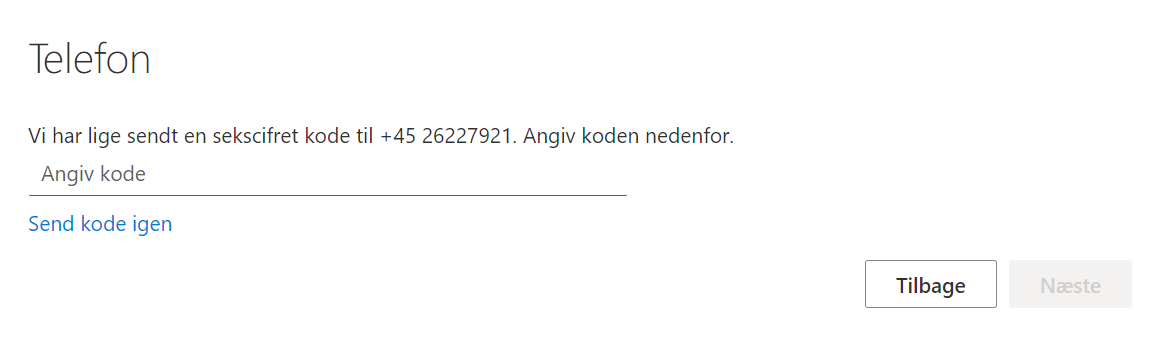 Telefon
Vi har lige sendt en sekscifret kode til +45 26227921. Angiv koden nedenfor.
Angiv kode
Send kode igen
Tilbage
Næste